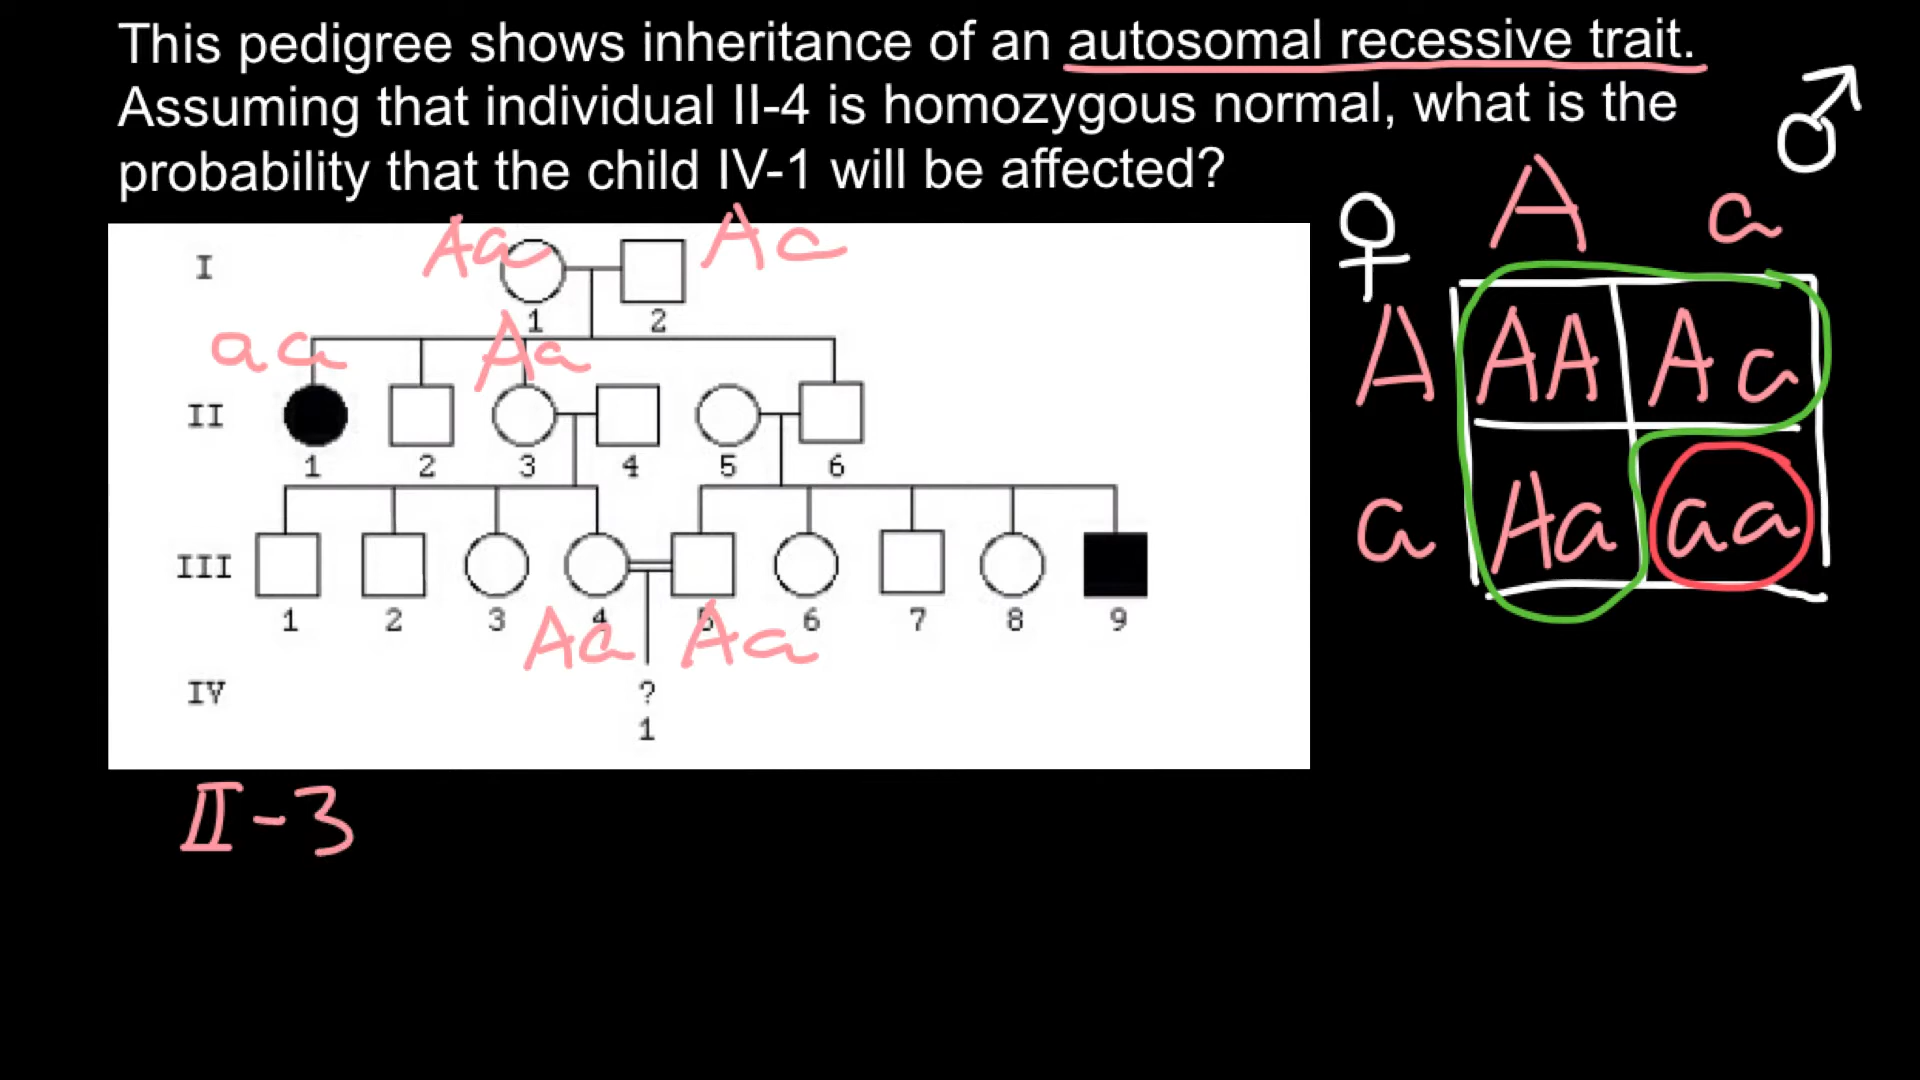 This pedigree shows inheritance of an autosomal recessive trait.
Assuming that individual II-4 is homozygous normal, what is the
probability that the child IV-1 will be affected?
♂
♀ A a
I Aa Aa
1 2
aa Aa
A AA Aa
II
1 2 3 4 5 6
a Aa aa
III
1 2 3 4 5 6 7 8 9
Aa Aa
IV ?
1
II-3